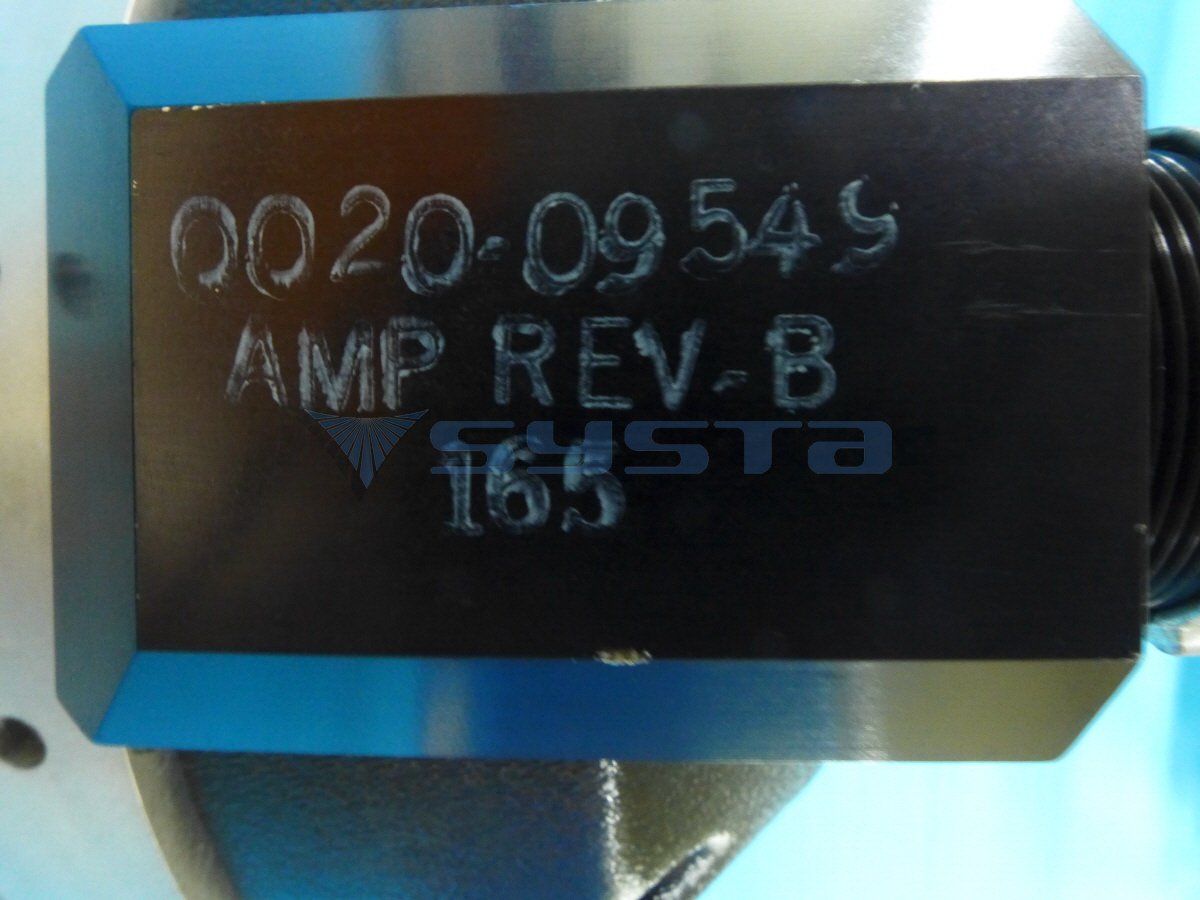 0020-09549
AMP REV-B
165
SYSTA